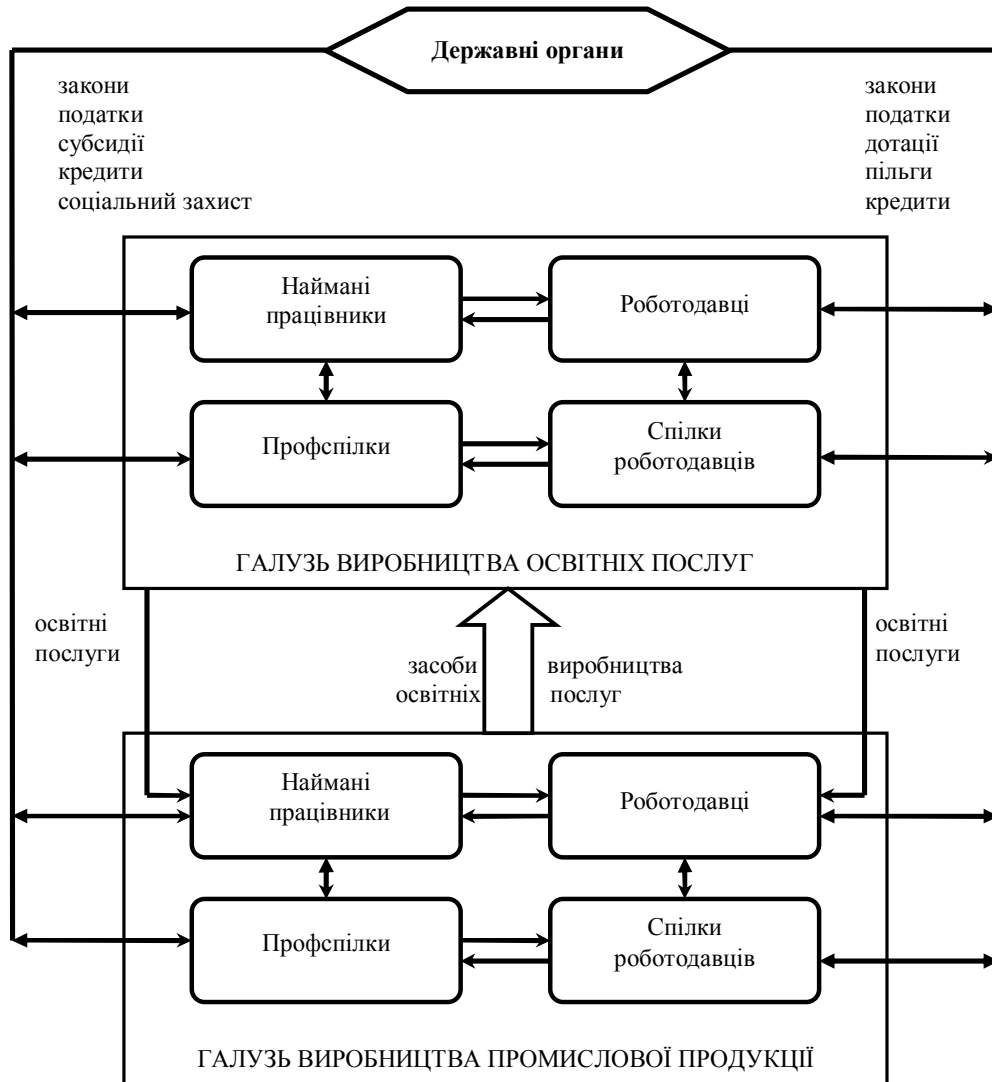 Державні органи
закони
податки
субсидії
кредити
соціальний захист
закони
податки
дотації
пільги
кредити
Наймані
працівники
Роботодавці
Профспілки
Спілки
роботодавців
ГАЛУЗЬ ВИРОБНИЦТВА ОСВІТНІХ ПОСЛУГ
освітні
послуги
засоби
освітніх
виробництва
послуг
освітні
послуги
Наймані
працівники
Роботодавці
Профспілки
Спілки
роботодавців
ГАЛУЗЬ ВИРОБНИЦТВА ПРОМИСЛОВОЇ ПРОДУКЦІЇ